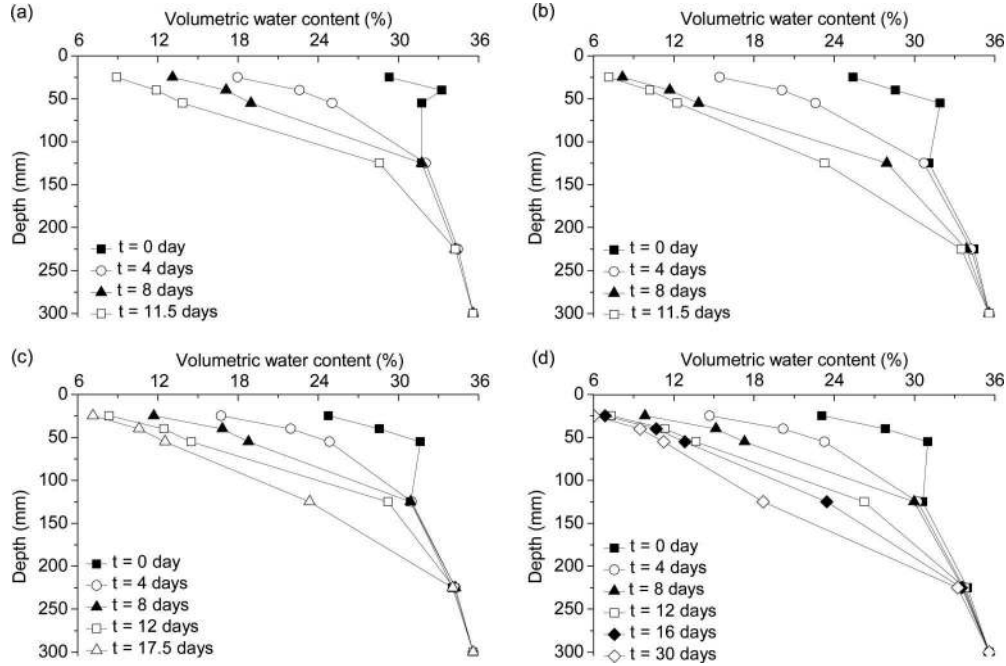 (a)
Volumetric water content (%)
6 12 18 24 30 36
0
50
100
150
200
250
300
Depth (mm)
t = 0 day
t = 4 days
t = 8 days
t = 11.5 days
(b)
Volumetric water content (%)
6 12 18 24 30 36
0
50
100
150
200
250
300
Depth (mm)
t = 0 day
t = 4 days
t = 8 days
t = 11.5 days
(c)
Volumetric water content (%)
6 12 18 24 30 36
0
50
100
150
200
250
300
Depth (mm)
t = 0 day
t = 4 days
t = 8 days
t = 12 days
t = 17.5 days
(d)
Volumetric water content (%)
6 12 18 24 30 36
0
50
100
150
200
250
300
Depth (mm)
t = 0 day
t = 4 days
t = 8 days
t = 12 days
t = 16 days
t = 30 days